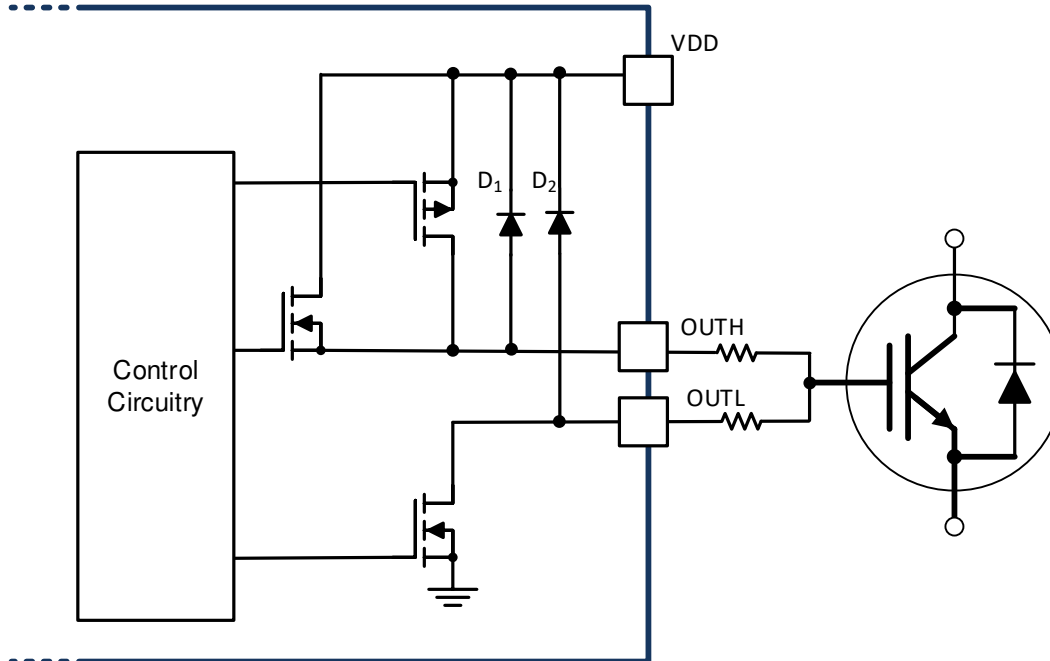 VDD
D₁
D₂
OUTH
Control
Circuitry
OUTL